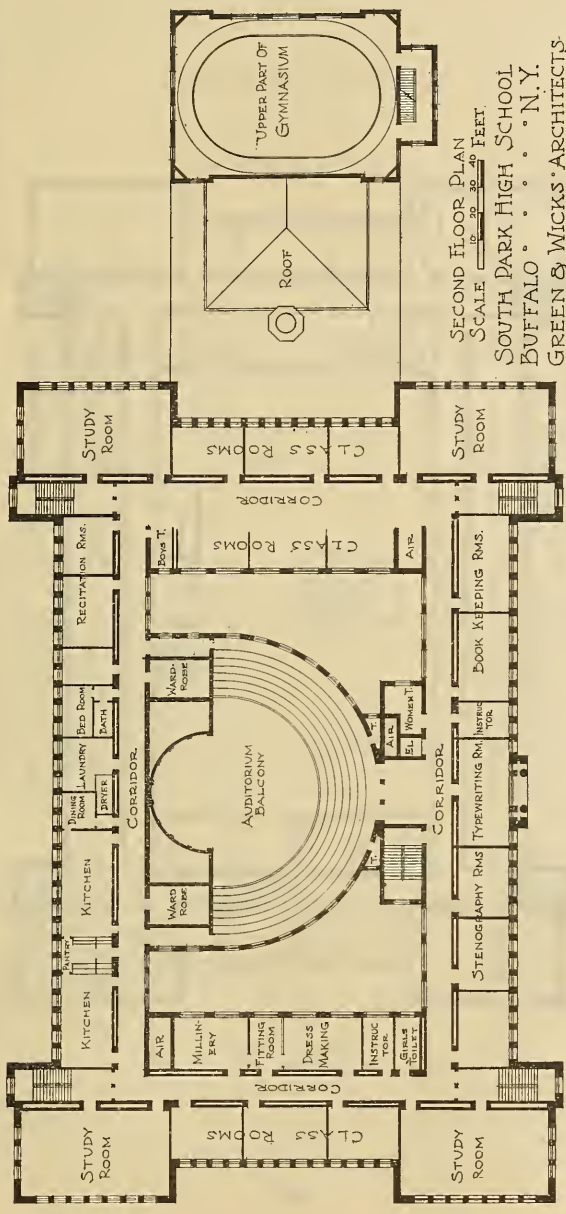 SECOND FLOOR PLAN
SCALE 10 20 30 40 FEET.
SOUTH PARK HIGH SCHOOL
BUFFALO · · · · · N.Y.
GREEN & WICKS · ARCHITECTS·
UPPER PART OF
GYMNASIUM
ROOF
STUDY
ROOM
CLASS ROOMS
STUDY
ROOM
CORRIDOR
BOYS T.
CLASS ROOMS
AIR
RECITATION RMS.
BED ROOM
BATH
LAUNDRY
DRYER
DINING
ROOM
KITCHEN
PANTRY
KITCHEN
CORRIDOR
WARD-
ROBE
AUDITORIUM
BALCONY
WARD
ROBE
T.
AIR
EL.
WOMEN T.
T.
CORRIDOR
BOOK KEEPING RMS.
INSTRUC
TOR
TYPEWRITING RM.
STENOGRAPHY RMS
AIR
MILLIN-
ERY
FITTING
ROOM
DRESS
MAKING
INSTRUC
TOR
GIRLS
TOILET
CORRIDOR
STUDY
ROOM
CLASS ROOMS
STUDY
ROOM